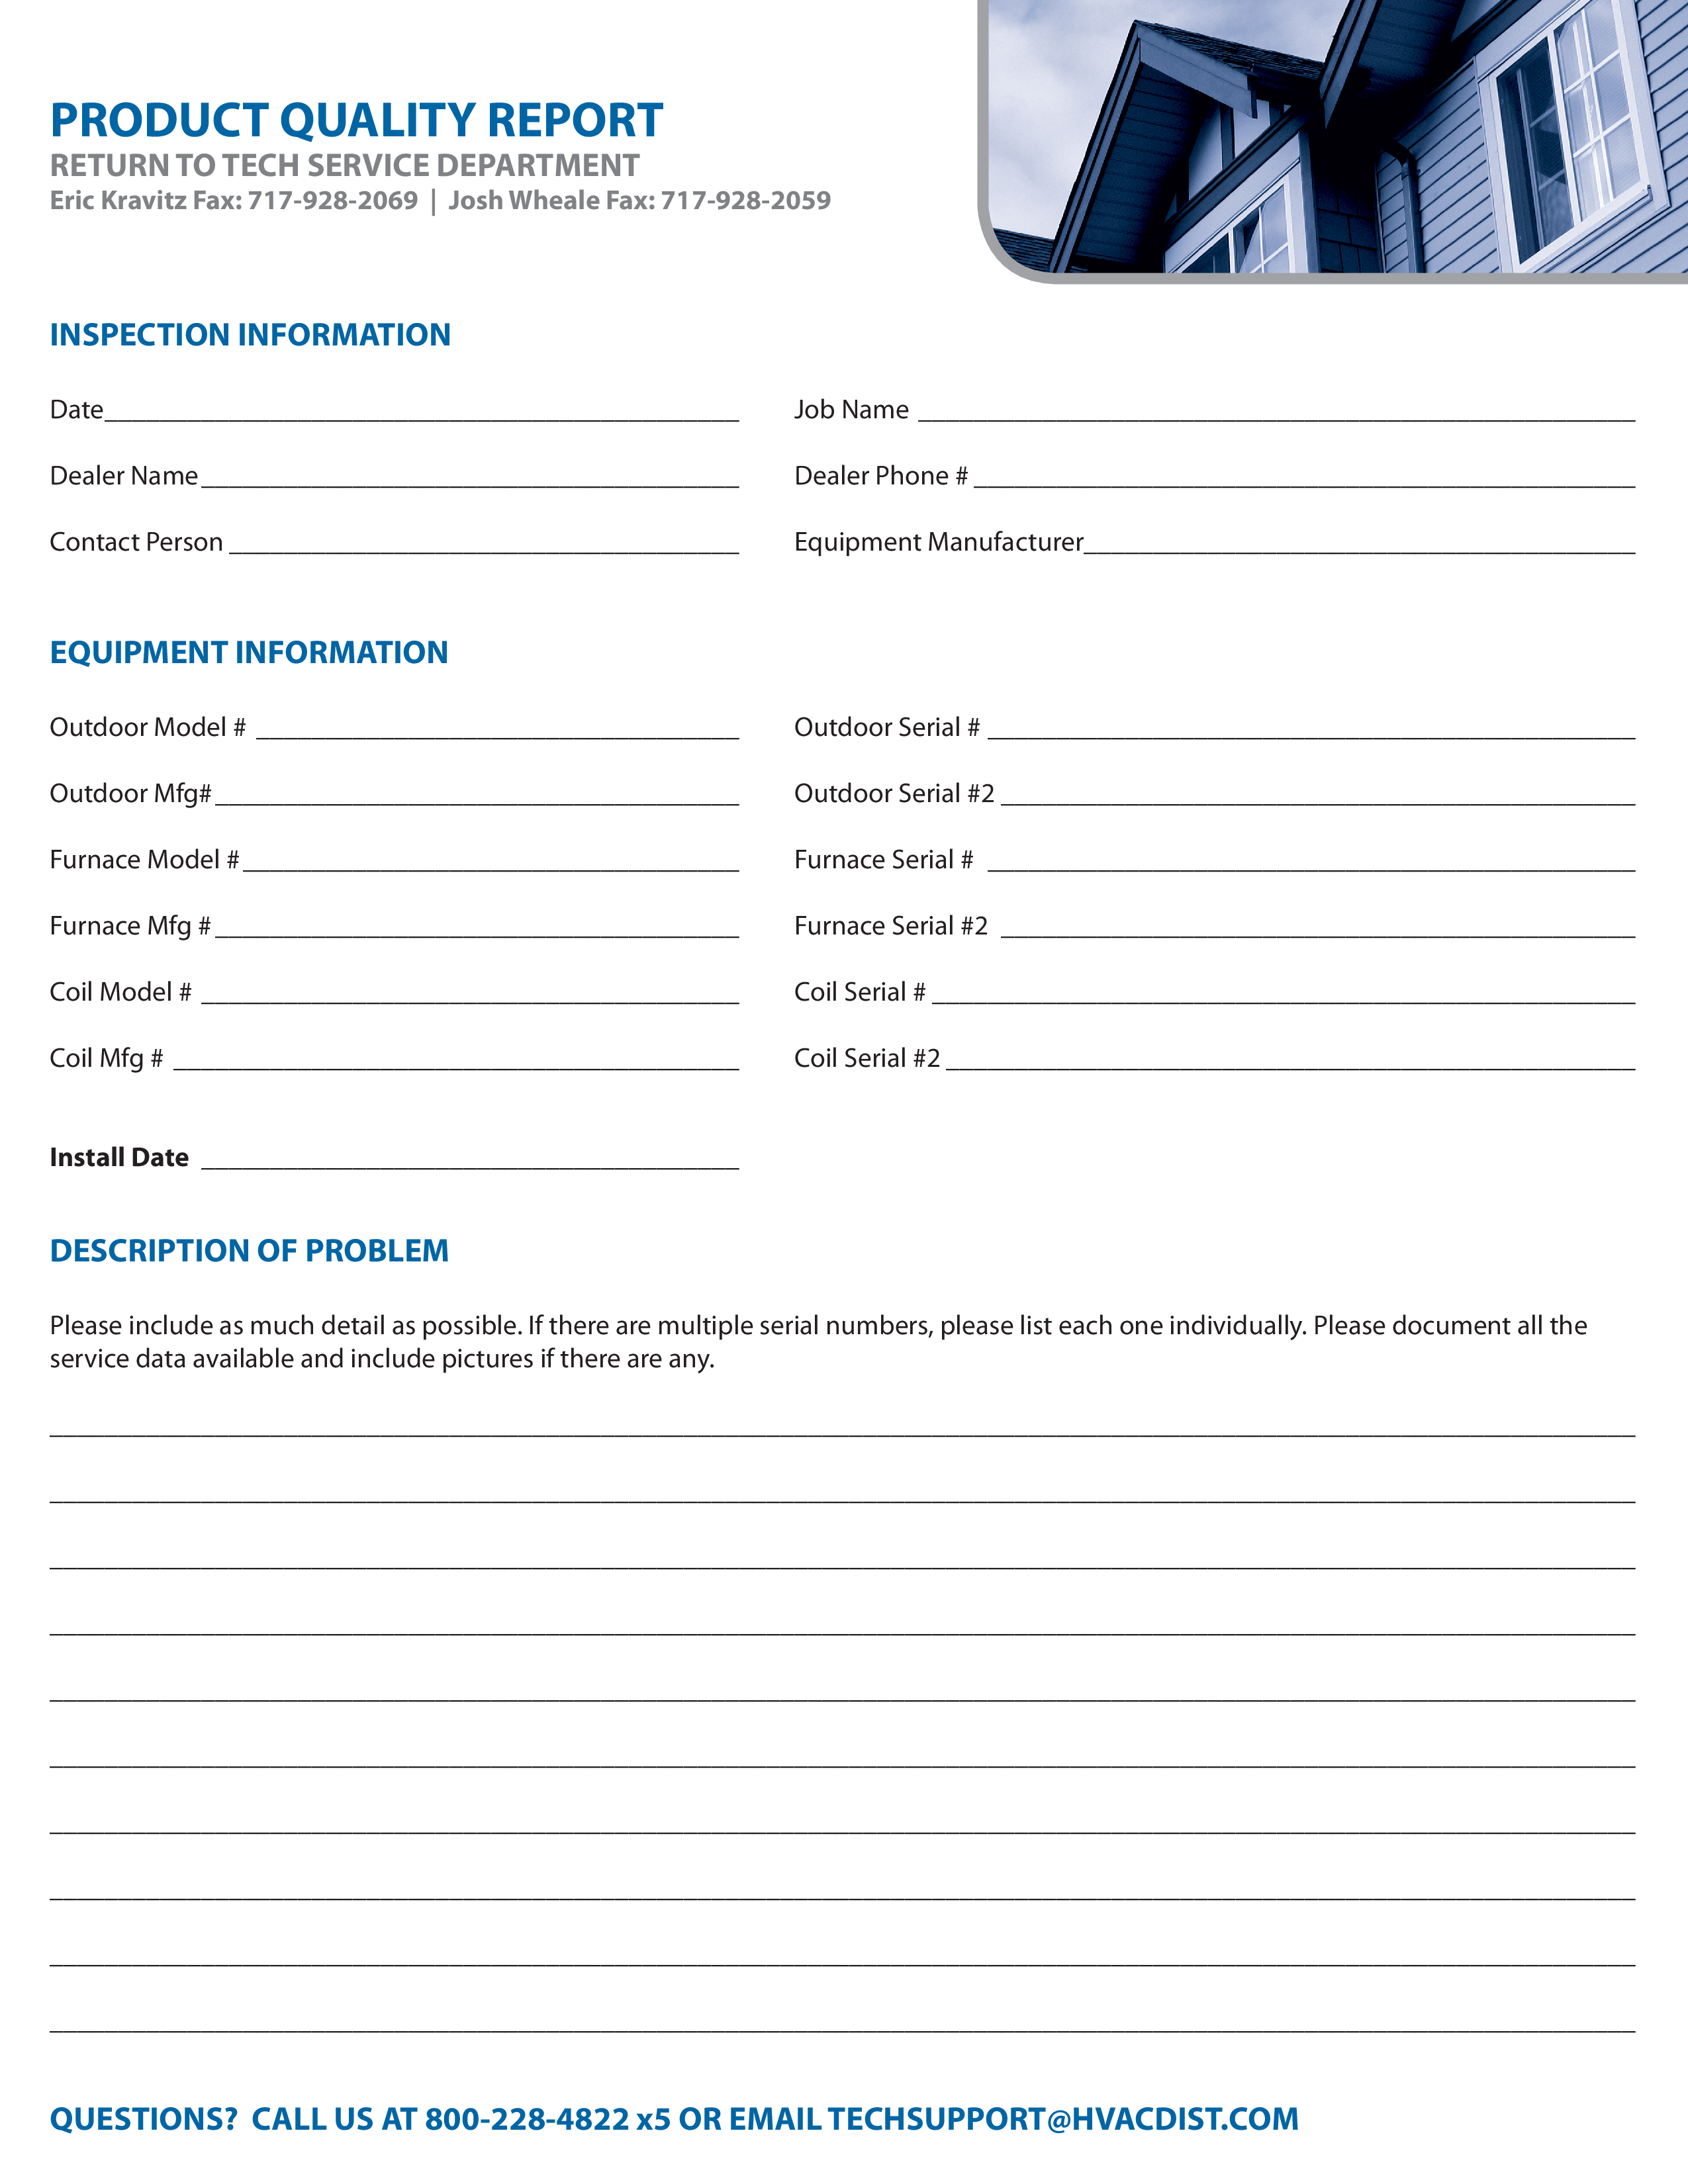 PRODUCT QUALITY REPORT
RETURN TO TECH SERVICE DEPARTMENT
Eric Kravitz Fax: 717-928-2069 | Josh Wheale Fax: 717-928-2059
INSPECTION INFORMATION
Date
Job Name
Dealer Name
Dealer Phone #
Contact Person
Equipment Manufacturer
EQUIPMENT INFORMATION
Outdoor Model #
Outdoor Serial #
Outdoor Mfg#
Outdoor Serial #2
Furnace Model #
Furnace Serial #
Furnace Mfg #
Furnace Serial #2
Coil Model #
Coil Serial #
Coil Mfg #
Coil Serial #2
Install Date
DESCRIPTION OF PROBLEM
Please include as much detail as possible. If there are multiple serial numbers, please list each one individually. Please document all the
service data available and include pictures if there are any.
QUESTIONS? CALL US AT 800-228-4822 x5 OR EMAIL TECHSUPPORT@HVACDIST.COM